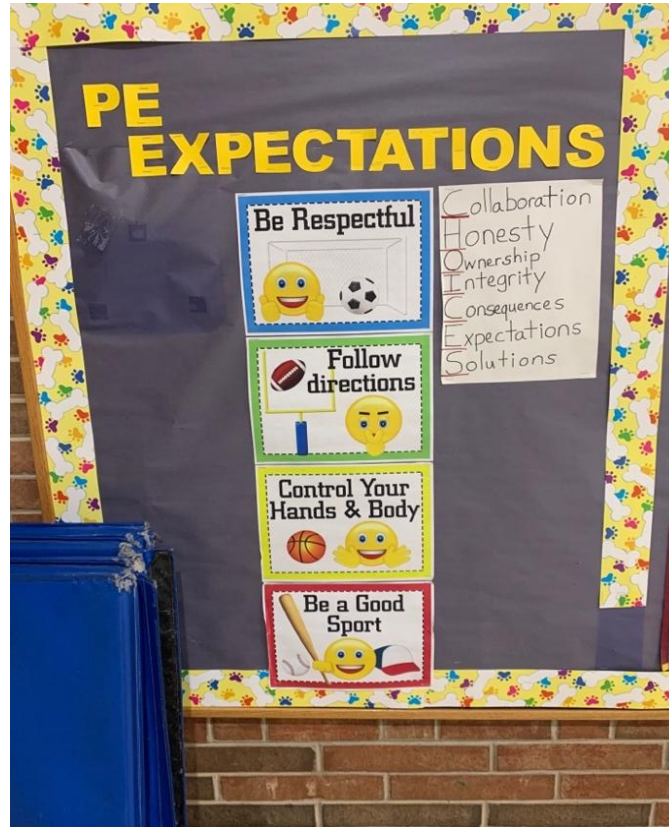 PE
EXPECTATIONS
Be Respectful
Follow
directions
Control Your
Hands & Body
Be a Good
Sport
Collaboration
Honesty
Ownership
Integrity
Consequences
Expectations
Solutions